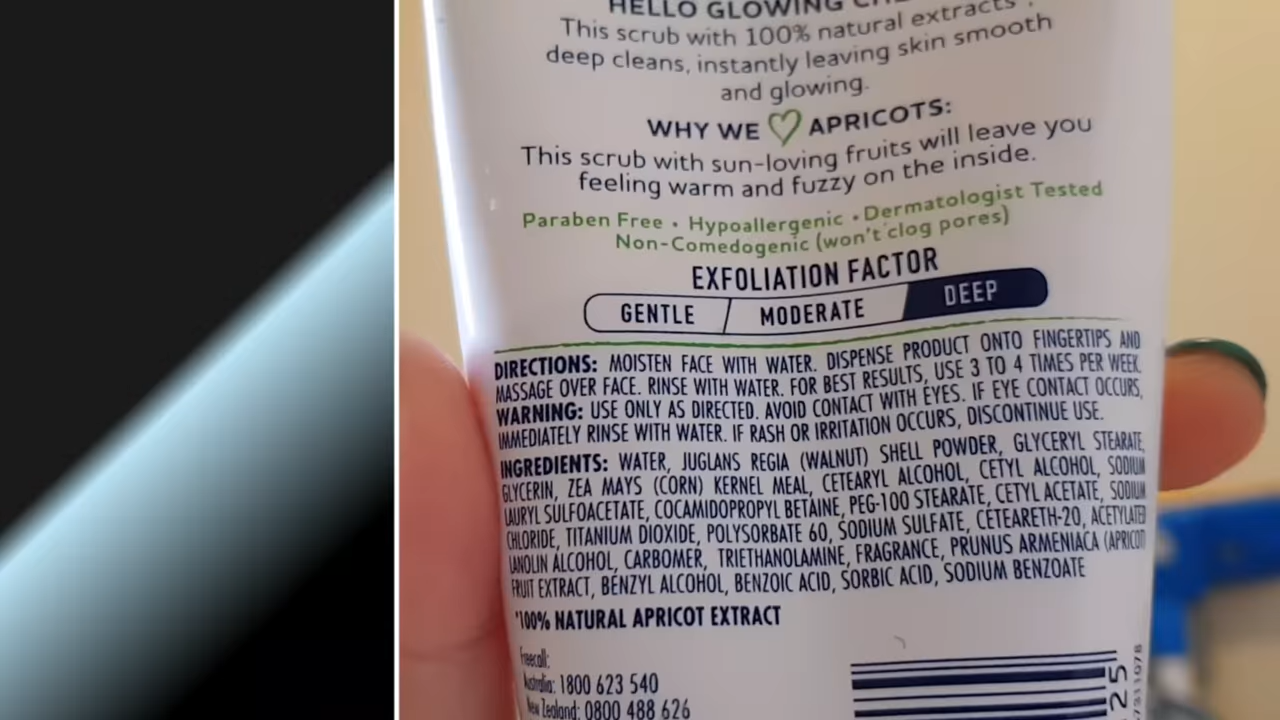 HELLO GLOWING
This scrub with 100% natural extracts*,
deep cleans, instantly leaving skin smooth
and glowing.
WHY WE APRICOTS:
This scrub with sun-loving fruits will leave you
feeling warm and fuzzy on the inside.
Paraben Free • Hypoallergenic • Dermatologist Tested
Non-Comedogenic (won't clog pores)
EXFOLIATION FACTOR
GENTLE MODERATE DEEP
DIRECTIONS: MOISTEN FACE WITH WATER. DISPENSE PRODUCT ONTO FINGERTIPS AND
MASSAGE OVER FACE. RINSE WITH WATER. FOR BEST RESULTS, USE 3 TO 4 TIMES PER WEEK.
WARNING: USE ONLY AS DIRECTED. AVOID CONTACT WITH EYES. IF EYE CONTACT OCCURS,
IMMEDIATELY RINSE WITH WATER. IF RASH OR IRRITATION OCCURS, DISCONTINUE USE.
INGREDIENTS: WATER, JUGLANS REGIA (WALNUT) SHELL POWDER, GLYCERYL STEARATE,
GLYCERIN, ZEA MAYS (CORN) KERNEL MEAL, CETEARYL ALCOHOL, CETYL ALCOHOL, SODIUM
LAURYL SULFOACETATE, COCAMIDOPROPYL BETAINE, PEG-100 STEARATE, CETYL ACETATE, SODIUM
CHLORIDE, TITANIUM DIOXIDE, POLYSORBATE 60, SODIUM SULFATE, CETEARETH-20, ACETYLATED
LANOLIN ALCOHOL, CARBOMER, TRIETHANOLAMINE, FRAGRANCE, PRUNUS ARMENIACA (APRICOT)
FRUIT EXTRACT, BENZYL ALCOHOL, BENZOIC ACID, SORBIC ACID, SODIUM BENZOATE
*100% NATURAL APRICOT EXTRACT
Freecall:
Australia: 1800 623 540
New Zealand: 0800 488 626
25